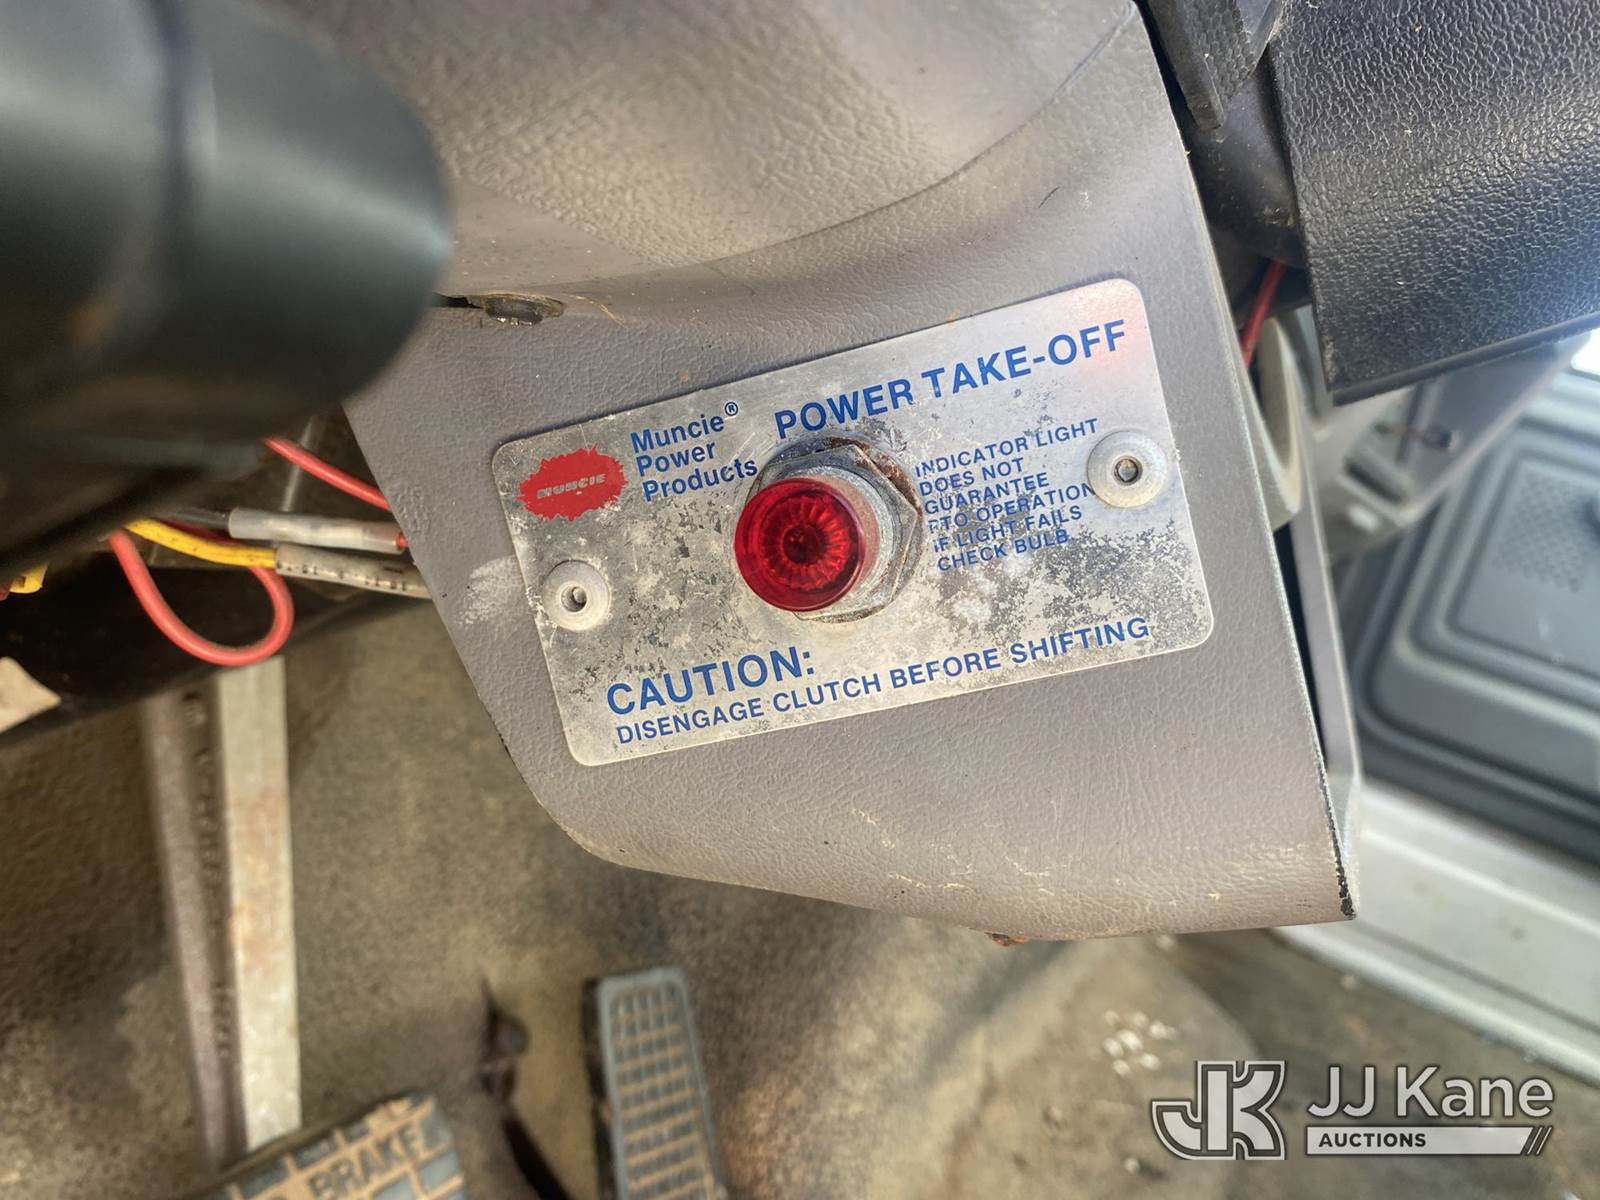 POWER TAKE-OFF
MUNCIE
Muncie®
Power
Products
INDICATOR LIGHT
DOES NOT
GUARANTEE
PTO OPERATION
IF LIGHT FAILS
CHECK BULB
CAUTION:
DISENGAGE CLUTCH BEFORE SHIFTING
BRAKE
JK JJ Kane
AUCTIONS